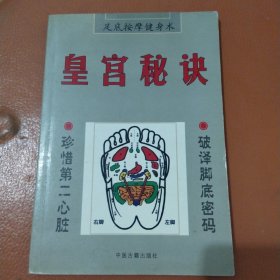 足底按摩健身术
皇宫秘诀
珍惜第二心脏
破译脚底密码
右脚
左脚
中医古籍出版社